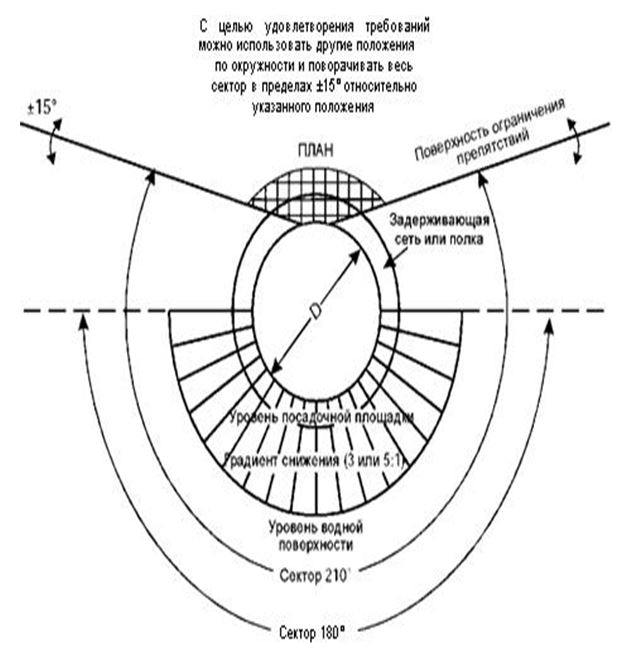 С целью удовлетворения требований
можно использовать другие положения
по окружности и поворачивать весь
сектор в пределах ±15° относительно
указанного положения
±15°
ПЛАН
Поверхность ограничения
препятствий
Задерживающая
сеть или полка
D
Уровень посадочной площадки
Градиент снижения (3 или 5:1)
Уровень водной
поверхности
Сектор 210°
Сектор 180°